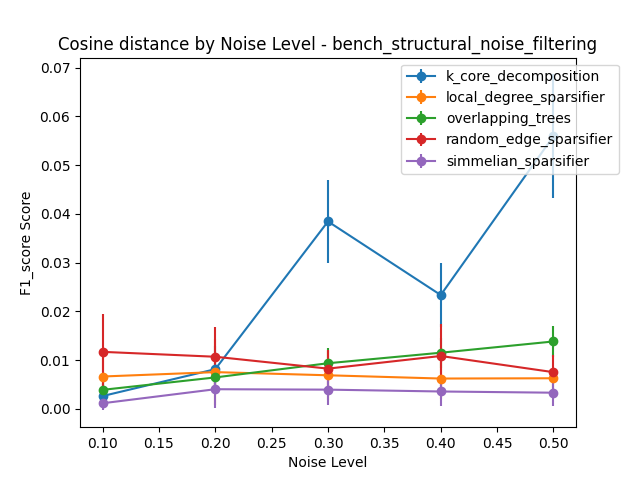 Cosine distance by Noise Level - bench_structural_noise_filtering
0.07
0.06
0.05
0.04
0.03
0.02
0.01
0.00
F1_score Score
k_core_decomposition
local_degree_sparsifier
overlapping_trees
random_edge_sparsifier
simmelian_sparsifier
0.10 0.15 0.20 0.25 0.30 0.35 0.40 0.45 0.50
Noise Level